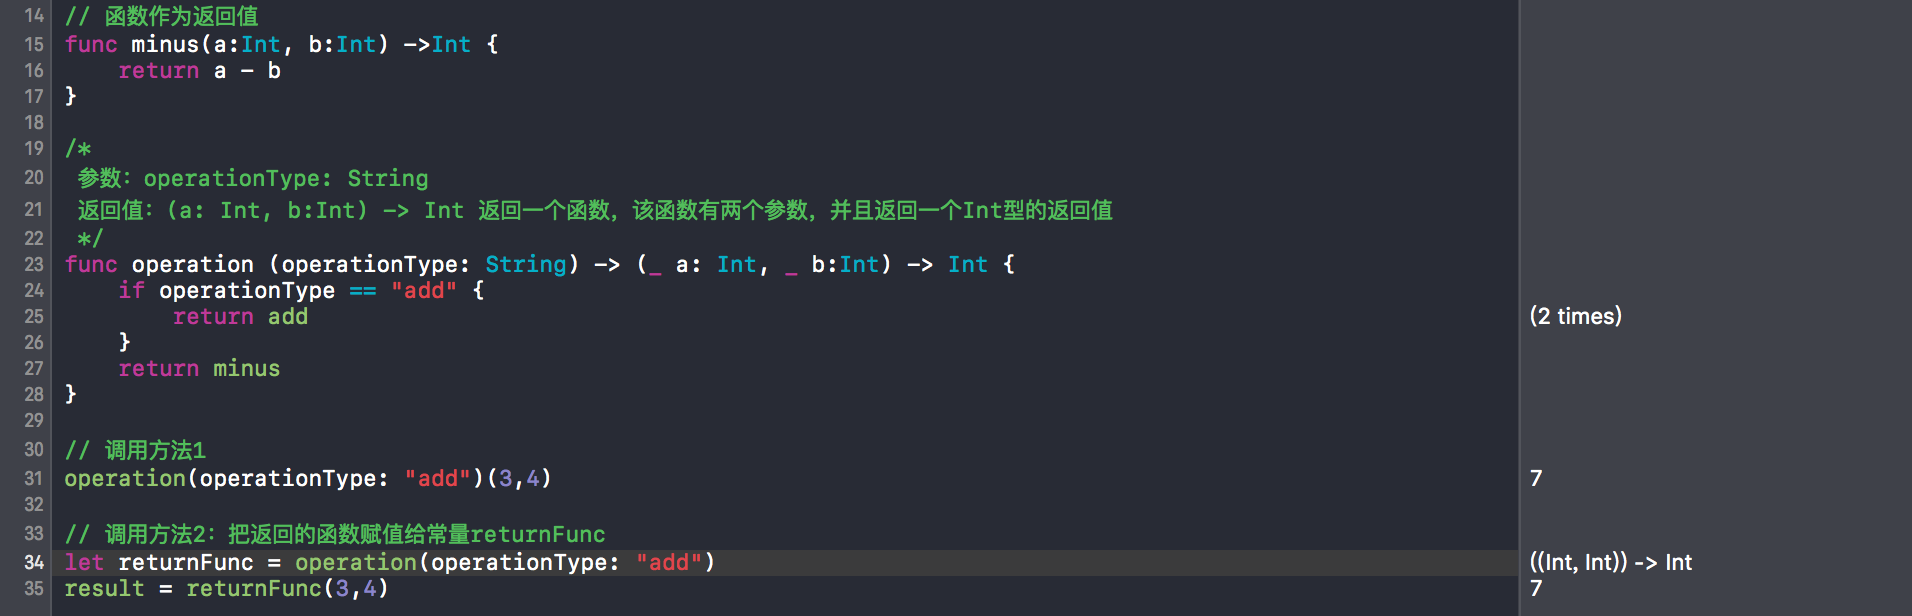 14 // 函数作为返回值
15 func minus(a:Int, b:Int) ->Int {
16     return a - b
17 }
18
19 /*
20  参数：operationType: String
21  返回值：(a: Int, b:Int) -> Int 返回一个函数，该函数有两个参数，并且返回一个Int型的返回值
22  */
23 func operation (operationType: String) -> (_ a: Int, _ b:Int) -> Int {
24     if operationType == "add" {
25         return add (2 times)
26     }
27     return minus
28 }
29
30 // 调用方法1
31 operation(operationType: "add")(3,4) 7
32
33 // 调用方法2：把返回的函数赋值给常量returnFunc
34 let returnFunc = operation(operationType: "add") ((Int, Int)) -> Int
35 result = returnFunc(3,4) 7